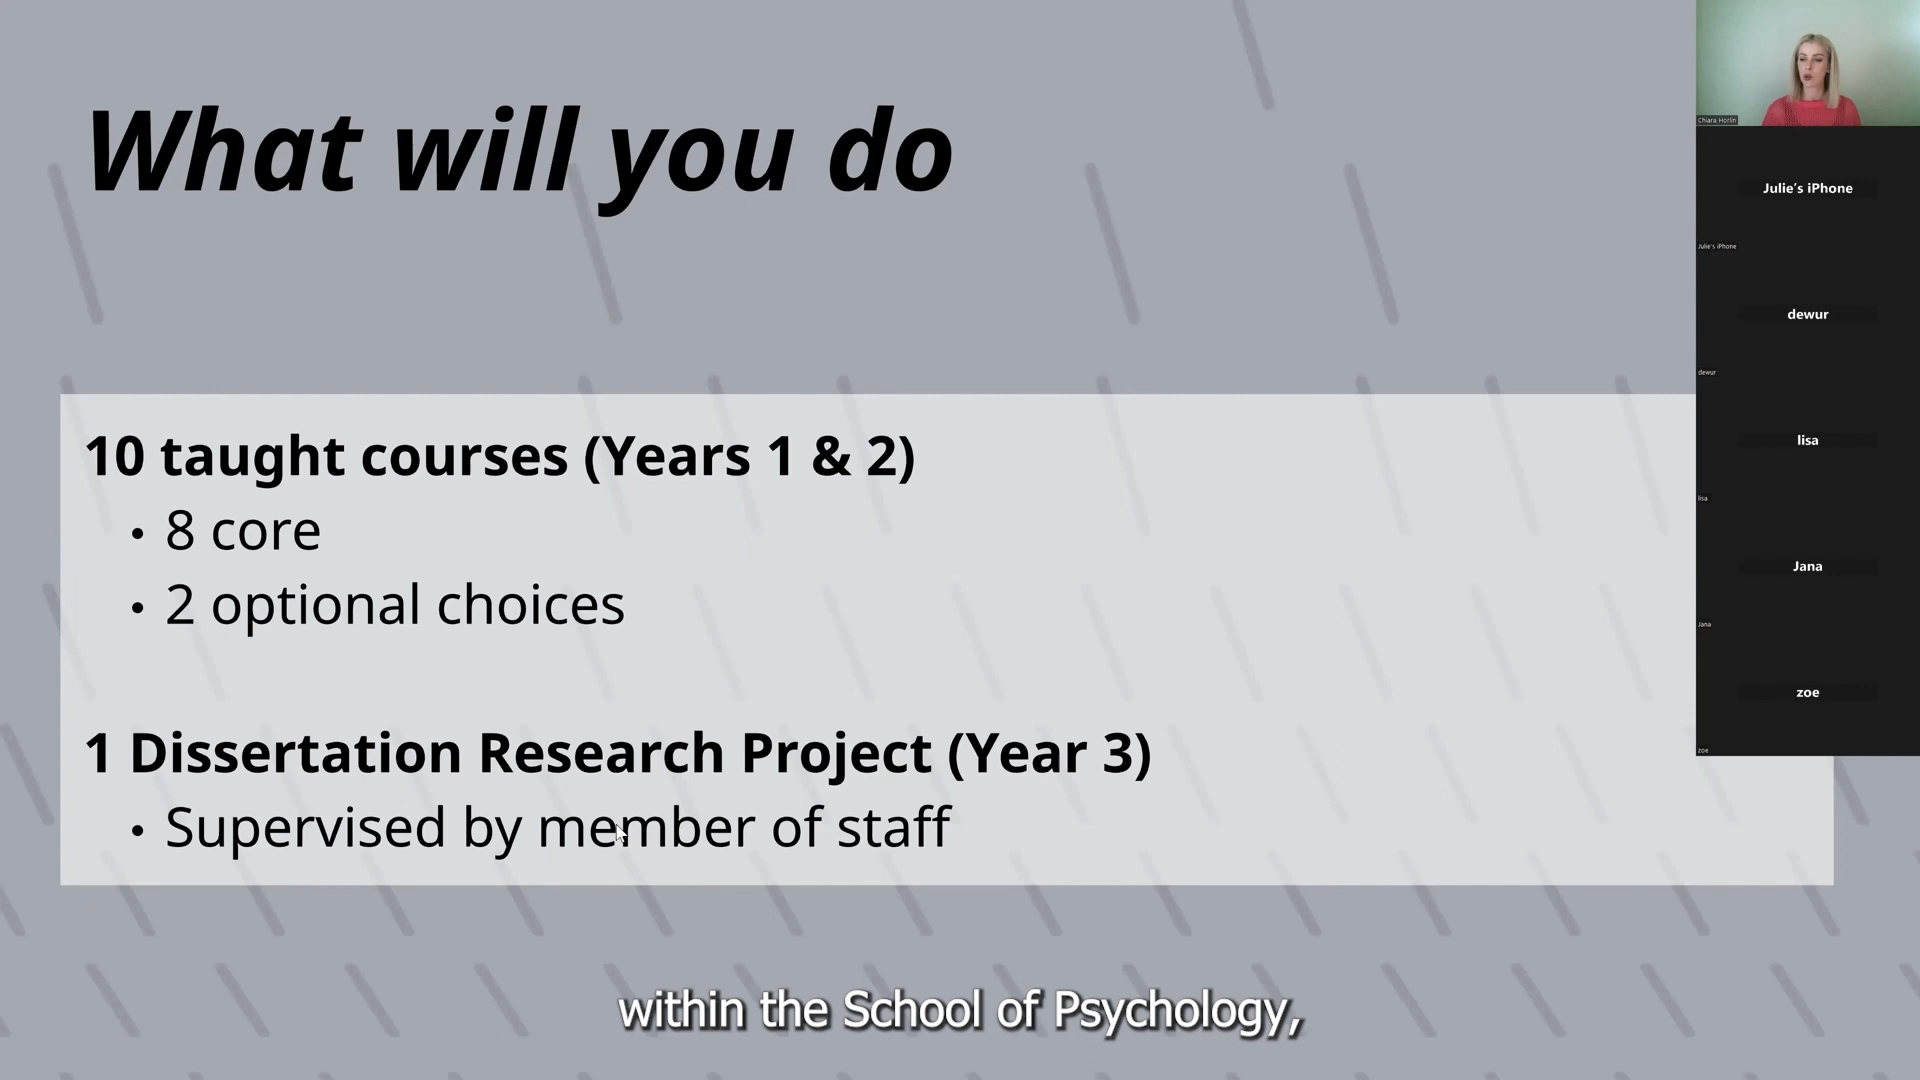 What will you do
10 taught courses (Years 1 & 2)
• 8 core
• 2 optional choices
1 Dissertation Research Project (Year 3)
• Supervised by member of staff
within the School of Psychology,
Chiara Horlin
Julie's iPhone
Julie's iPhone
dewur
dewur
lisa
lisa
Jana
Jana
zoe
zoe